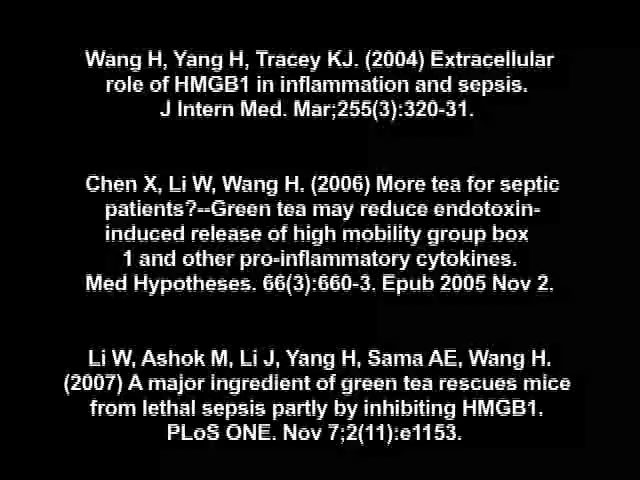 Wang H, Yang H, Tracey KJ. (2004) Extracellular
role of HMGB1 in inflammation and sepsis.
J Intern Med. Mar;255(3):320-31.
Chen X, Li W, Wang H. (2006) More tea for septic
patients?--Green tea may reduce endotoxin-
induced release of high mobility group box
1 and other pro-inflammatory cytokines.
Med Hypotheses. 66(3):660-3. Epub 2005 Nov 2.
Li W, Ashok M, Li J, Yang H, Sama AE, Wang H.
(2007) A major ingredient of green tea rescues mice
from lethal sepsis partly by inhibiting HMGB1.
PLoS ONE. Nov 7;2(11):e1153.